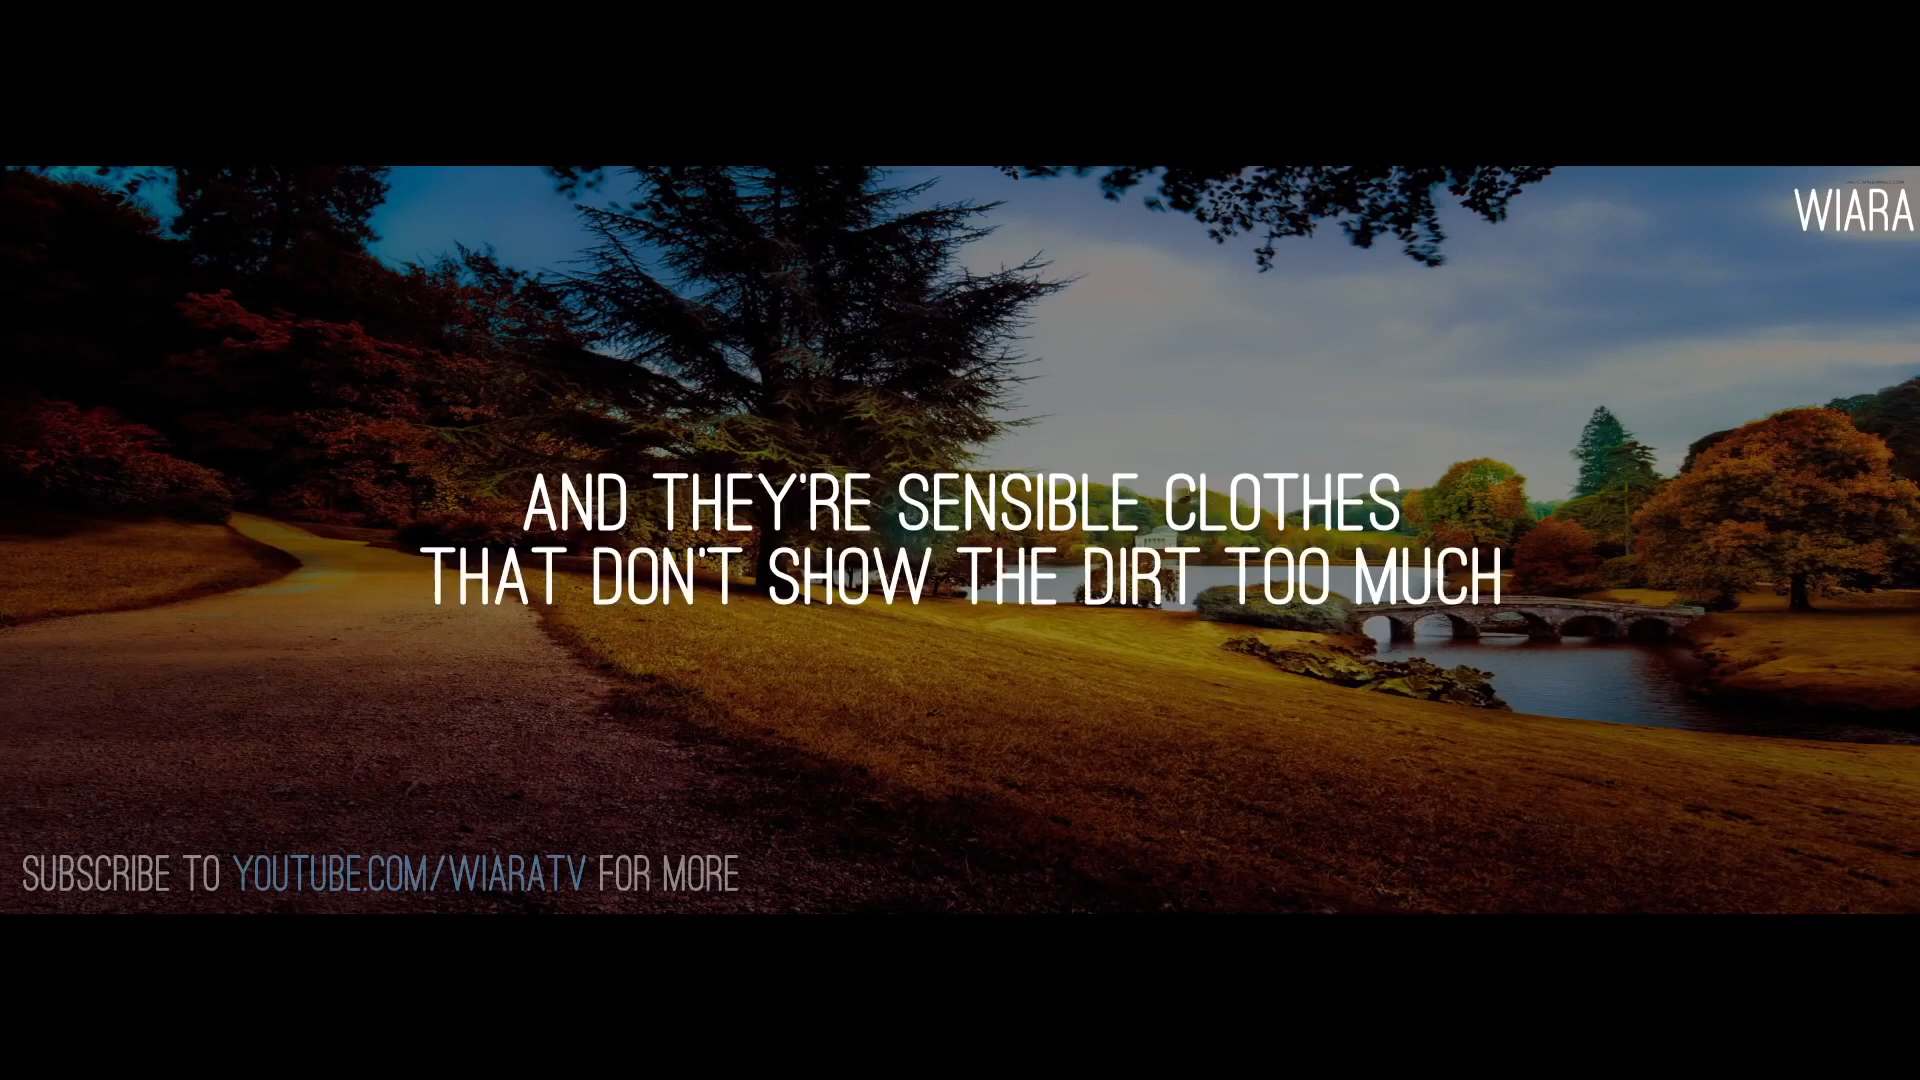 WIARA
AND THEY'RE SENSIBLE CLOTHES
THAT DON'T SHOW THE DIRT TOO MUCH
SUBSCRIBE TO YOUTUBE.COM/WIARATV FOR MORE